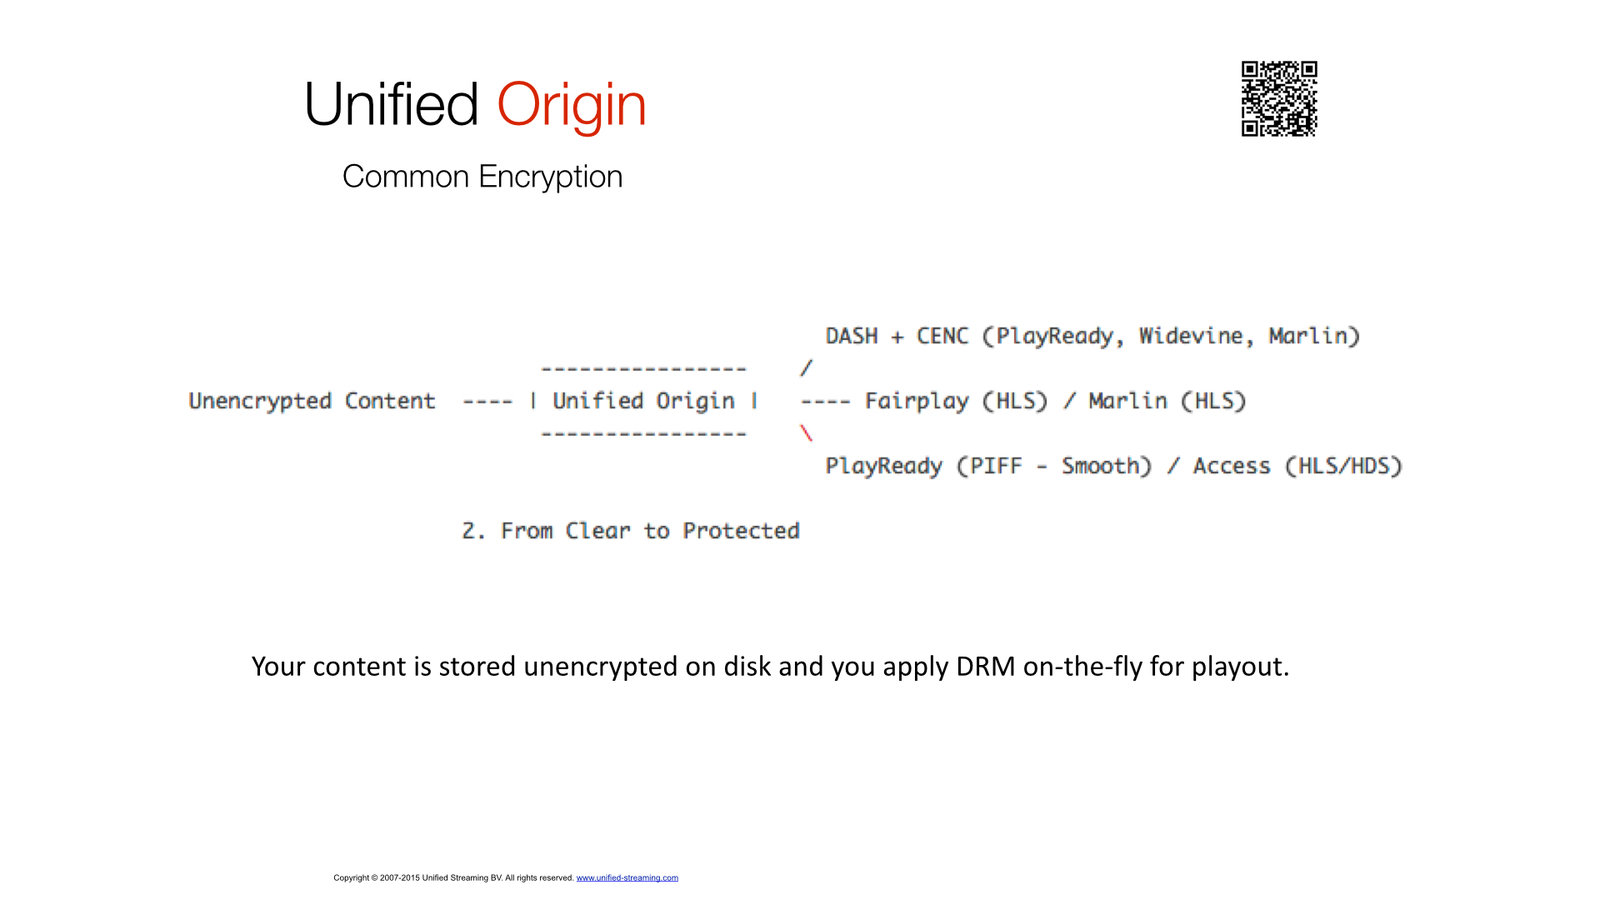 Unified Origin
Common Encryption
DASH + CENC (PlayReady, Widevine, Marlin)
---------------- /
Unencrypted Content ---- | Unified Origin | ---- Fairplay (HLS) / Marlin (HLS)
---------------- \
PlayReady (PIFF - Smooth) / Access (HLS/HDS)
2. From Clear to Protected
Your content is stored unencrypted on disk and you apply DRM on-the-fly for playout.
Copyright © 2007-2015 Unified Streaming BV. All rights reserved. www.unified-streaming.com